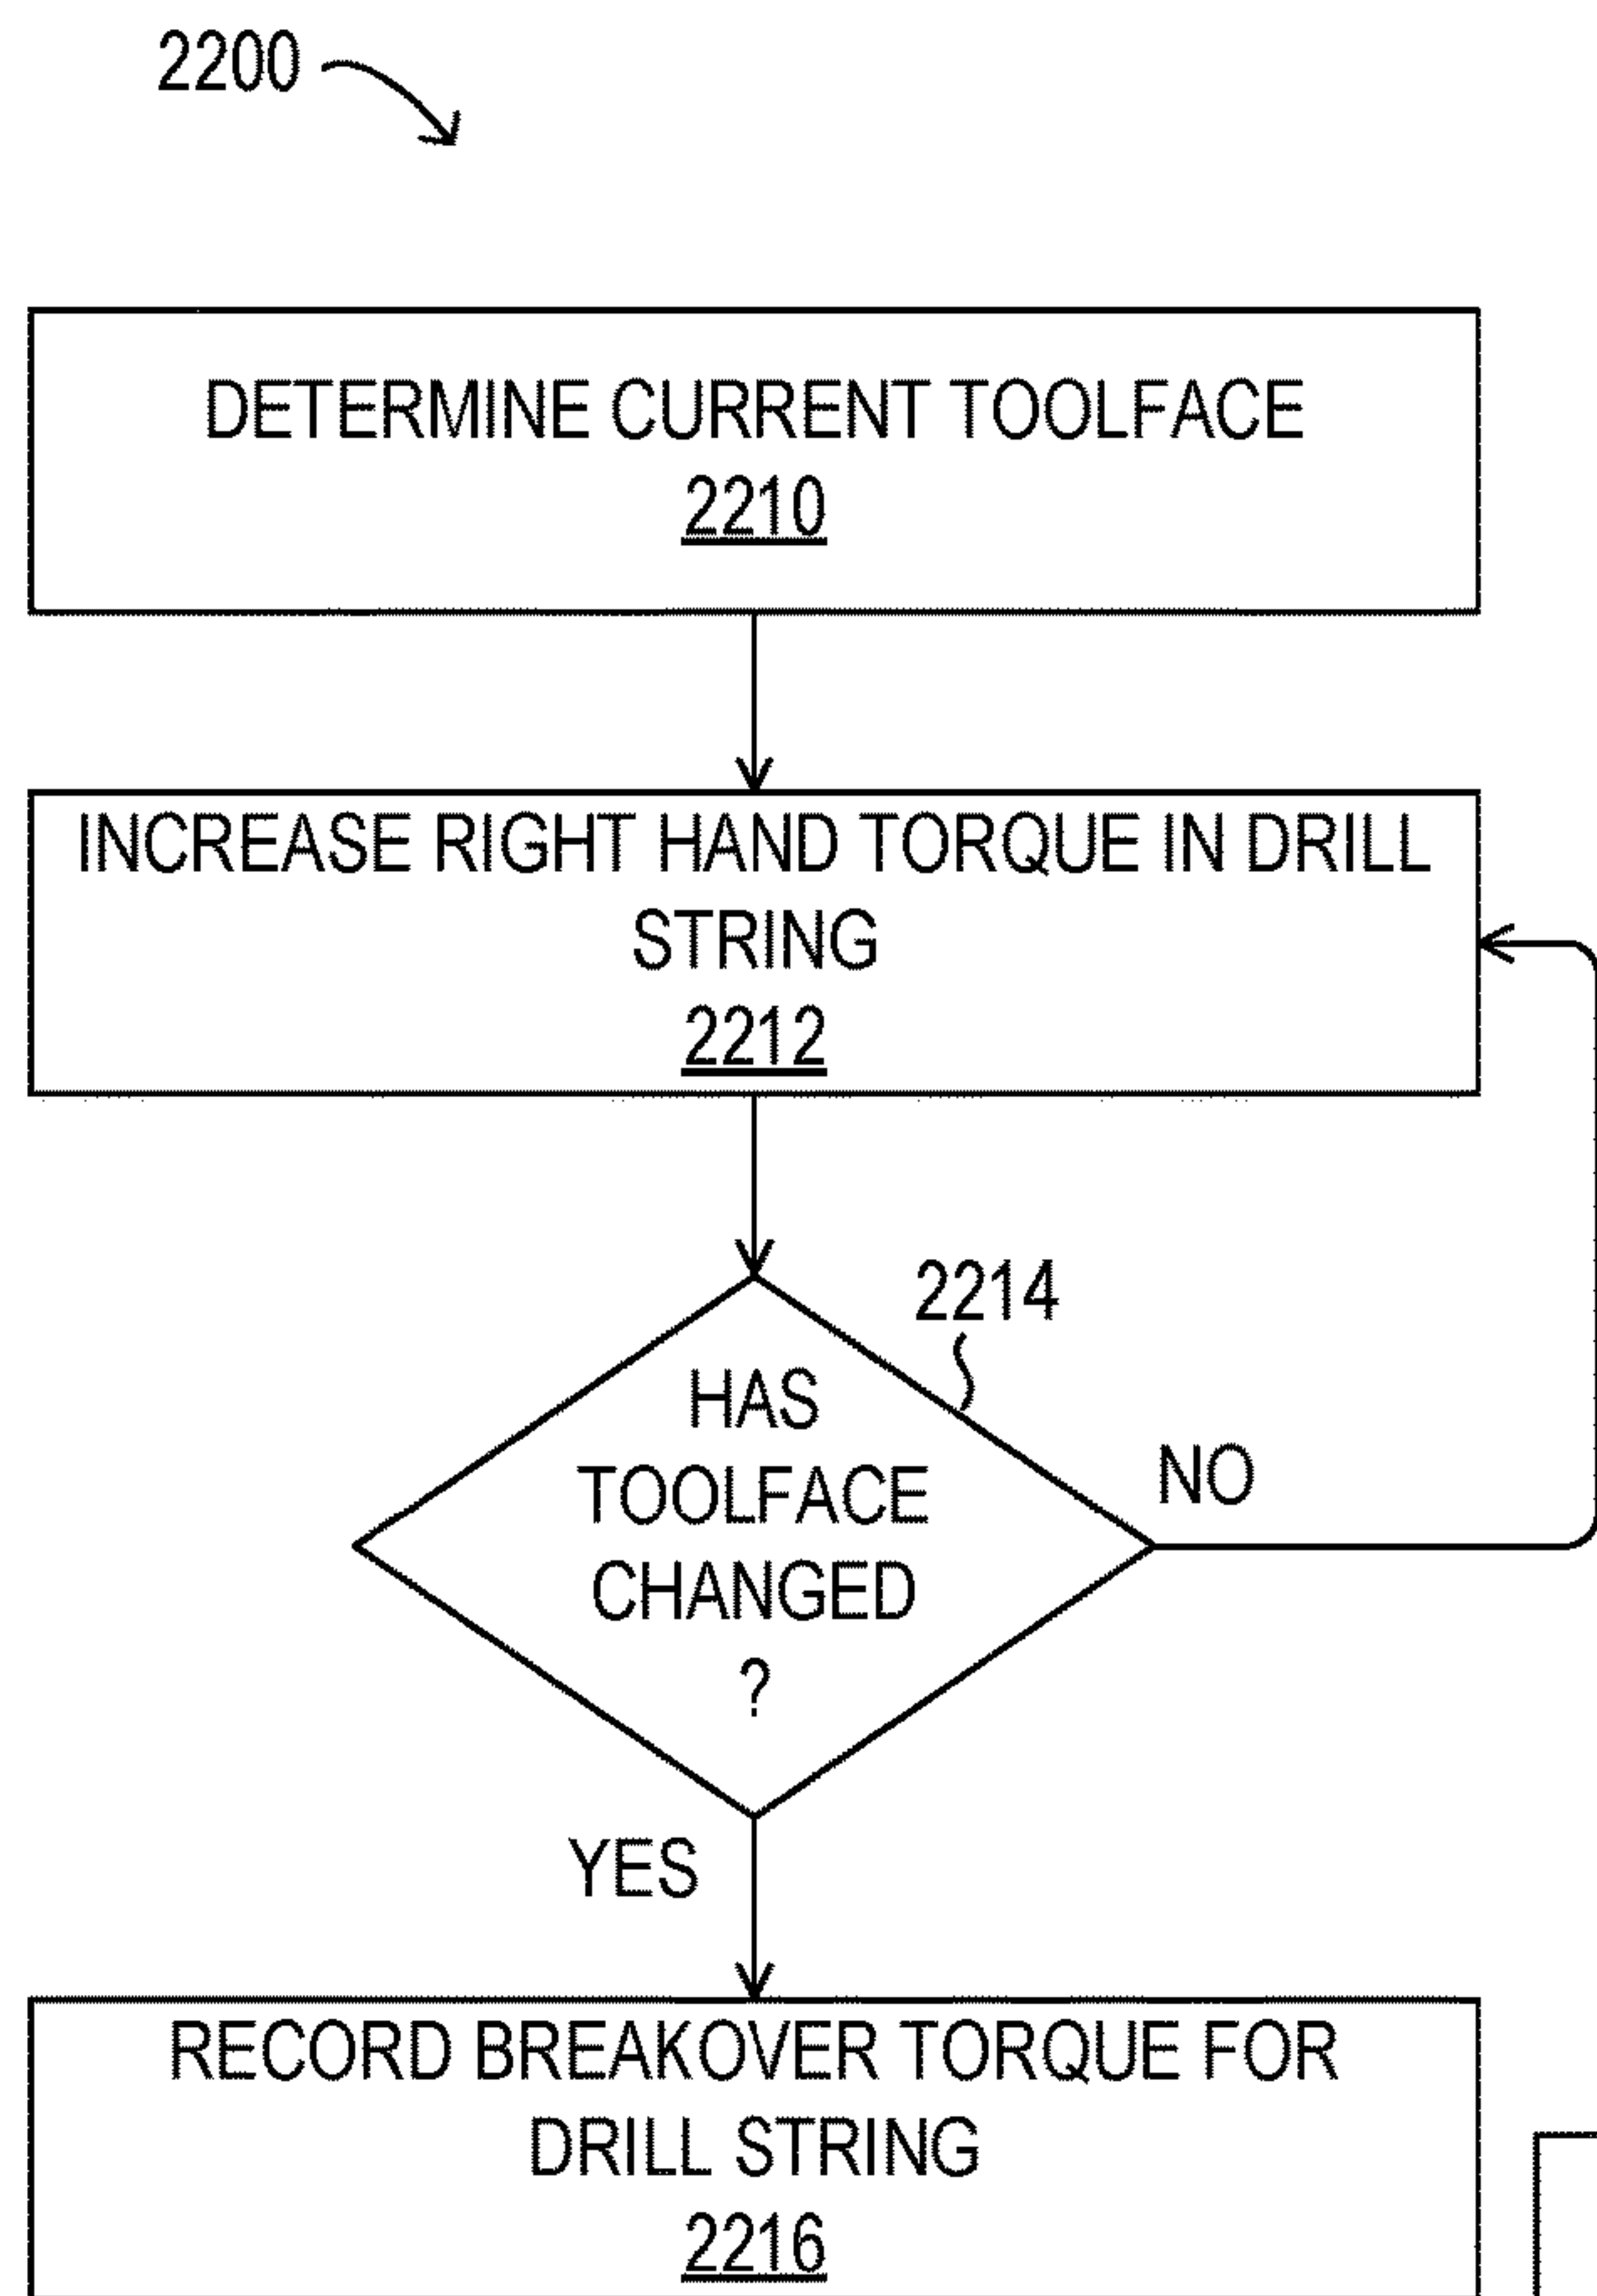 2200
DETERMINE CURRENT TOOLFACE
2210
INCREASE RIGHT HAND TORQUE IN DRILL
STRING
2212
2214
HAS
TOOLFACE
CHANGED
?
NO
YES
RECORD BREAKOVER TORQUE FOR
DRILL STRING
2216